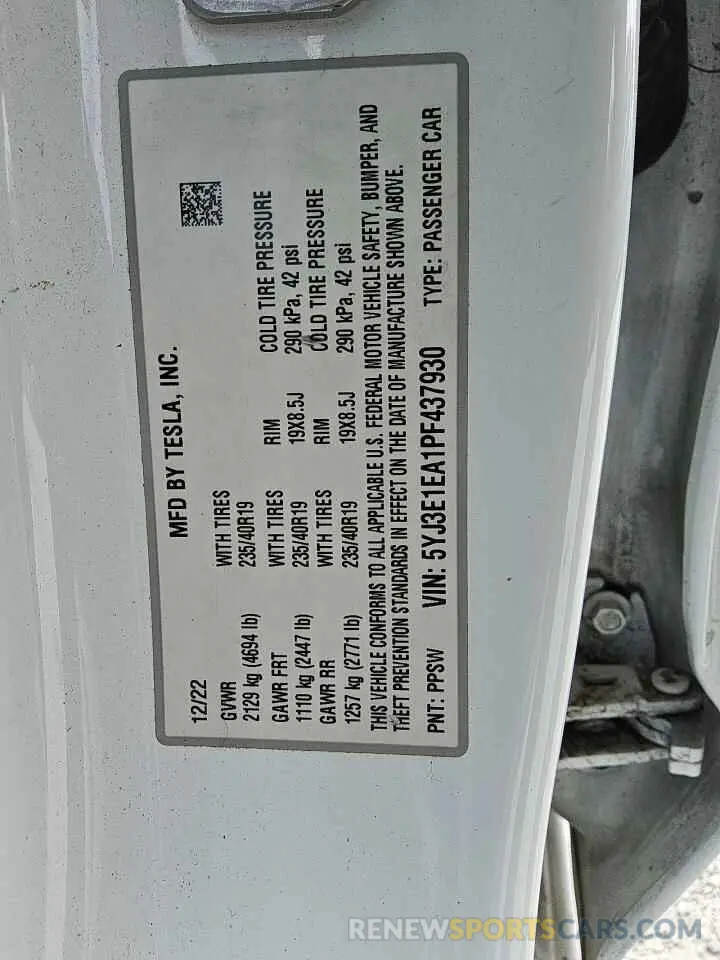 MFD BY TESLA, INC.
12/22
GVWR WITH TIRES RIM COLD TIRE PRESSURE
2129 kg (4694 lb) 235/40R19
GAWR FRT WITH TIRES RIM COLD TIRE PRESSURE
1110 kg (2447 lb) 235/40R19 19X8.5J 290 kPa, 42 psi
GAWR RR WITH TIRES RIM COLD TIRE PRESSURE
1257 kg (2771 lb) 235/40R19 19X8.5J 290 kPa, 42 psi
THIS VEHICLE CONFORMS TO ALL APPLICABLE U.S. FEDERAL MOTOR VEHICLE SAFETY, BUMPER, AND
THEFT PREVENTION STANDARDS IN EFFECT ON THE DATE OF MANUFACTURE SHOWN ABOVE.
PNT: PPSW VIN: 5YJ3E1EA1PF437930 TYPE: PASSENGER CAR
RENEWSPORTSCARS.COM